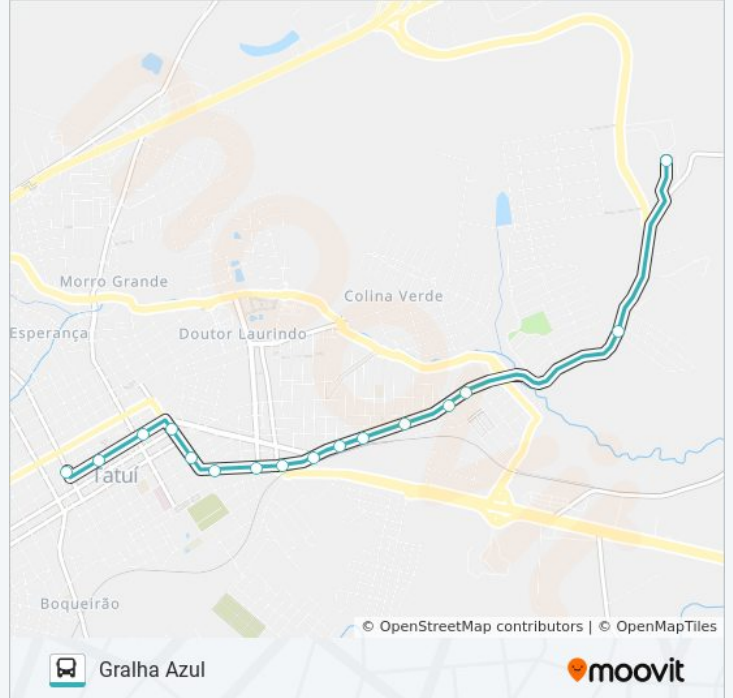 Morro Grande
Colina Verde
Esperança
Doutor Laurindo
Tatuí
Boqueirão
© OpenStreetMap contributors | © OpenMapTiles
Gralha Azul
moovit